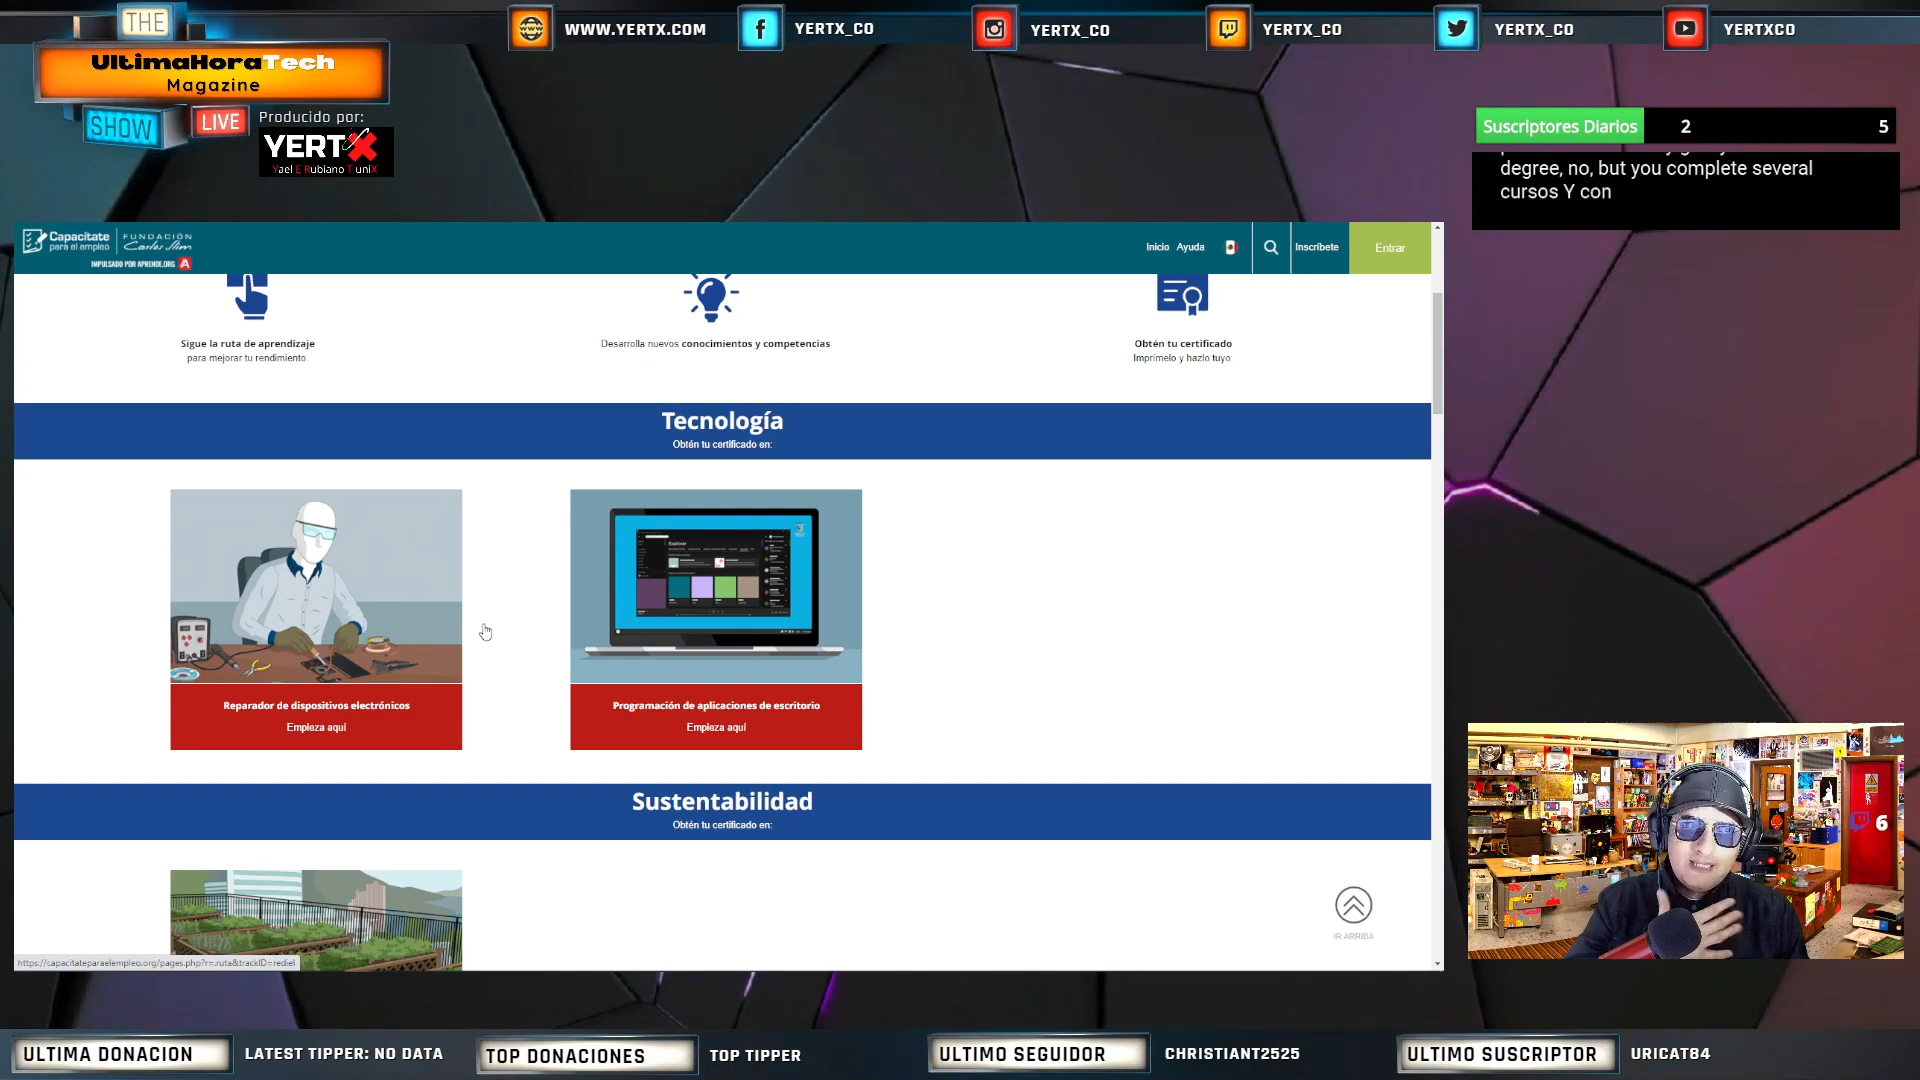 THE
UltimaHoraTech
Magazine
SHOW
LIVE
Producido por:
YERTX
Yael E Rubiano T uniX
WWW.YERTX.COM
YERTX_CO
YERTX_CO
YERTX_CO
YERTX_CO
YERTXCO
Suscriptores Diarios
2
5
degree, no, but you complete several
cursos Y con
Capacítate
para el empleo
FUNDACIÓN
Carlos Slim
IMPULSADO POR APRENDE.ORG A
Inicio
Ayuda
Inscríbete
Entrar
Sigue la ruta de aprendizaje
para mejorar tu rendimiento.
Desarrolla nuevos conocimientos y competencias
Obtén tu certificado
Imprímelo y hazlo tuyo.
Tecnología
Obtén tu certificado en:
Reparador de dispositivos electrónicos
Empieza aquí
Programación de aplicaciones de escritorio
Empieza aquí
Sustentabilidad
Obtén tu certificado en:
IR ARRIBA
https://capacitateparaelempleo.org/pages.php?r=.ruta&trackID=rediel
6
ULTIMA DONACION
LATEST TIPPER: NO DATA
TOP DONACIONES
TOP TIPPER
ULTIMO SEGUIDOR
CHRISTIANT2525
ULTIMO SUSCRIPTOR
URICAT84